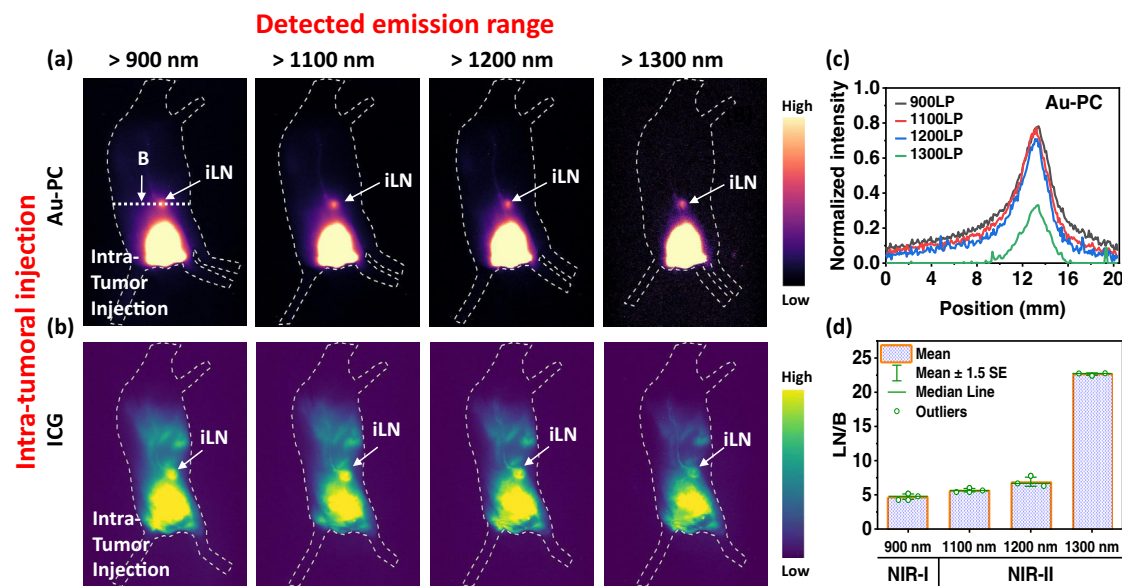 Detected emission range
(a)
> 900 nm
> 1100 nm
> 1200 nm
> 1300 nm
Intra-tumoral injection
Au-PC
B
iLN
Intra-
Tumor
Injection
iLN
iLN
iLN
High
Low
(b)
ICG
iLN
Intra-
Tumor
Injection
iLN
iLN
iLN
High
Low
(c)
Normalized intensity
1.0
0.8
0.6
0.4
0.2
0.0
900LP
1100LP
1200LP
1300LP
Au-PC
0 4 8 12 16 20
Position (mm)
(d)
LN/B
25
20
15
10
5
0
Mean
Mean ± 1.5 SE
Median Line
Outliers
900 nm 1100 nm 1200 nm 1300 nm
NIR-I NIR-II